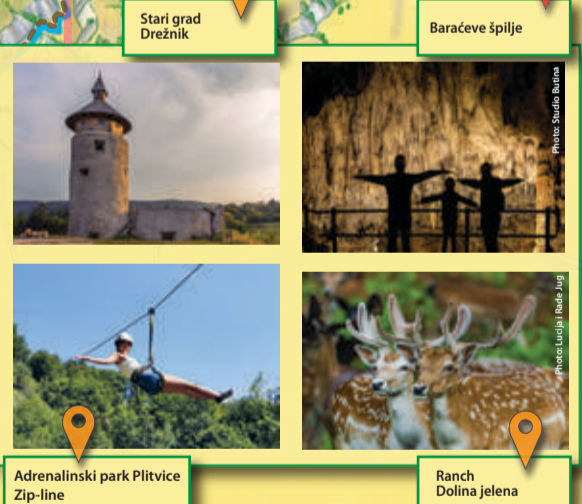 Stari grad
Drežnik
Baraćeve špilje
Photo: Studio Butina
Photo: Lucija i Rade Jug
Adrenalinski park Plitvice
Zip-line
Ranch
Dolina jelena